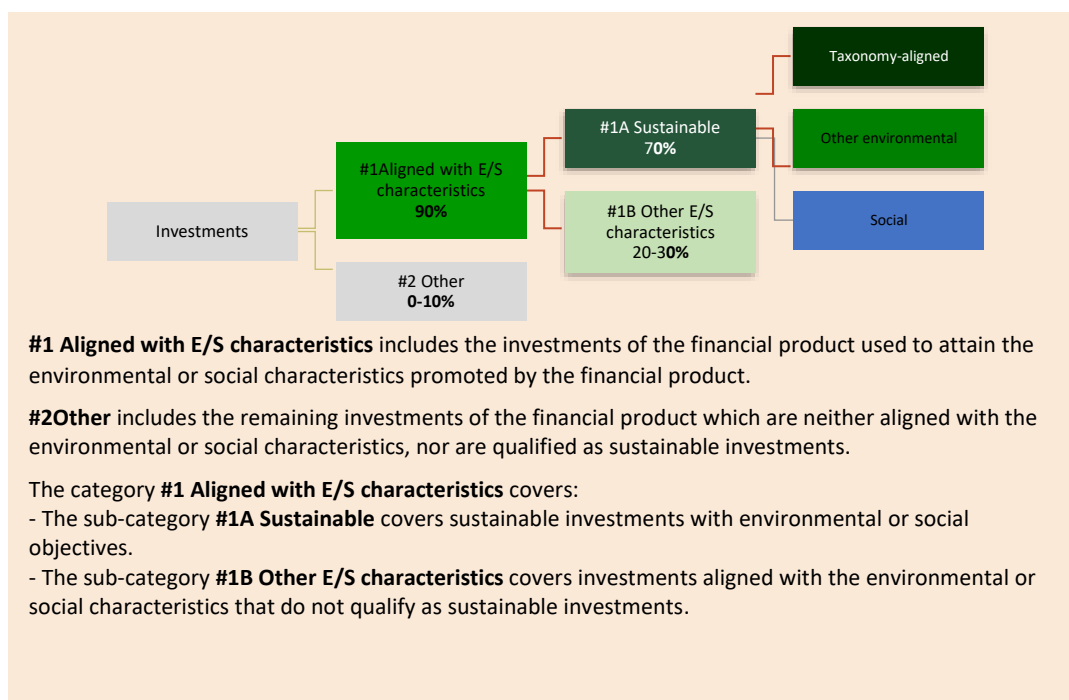 Taxonomy-aligned
#1A Sustainable
70%
Other environmental
#1Aligned with E/S
characteristics
90%
#1B Other E/S
characteristics
20-30%
Social
Investments
#2 Other
0-10%
#1 Aligned with E/S characteristics includes the investments of the financial product used to attain the
environmental or social characteristics promoted by the financial product.
#2Other includes the remaining investments of the financial product which are neither aligned with the
environmental or social characteristics, nor are qualified as sustainable investments.
The category #1 Aligned with E/S characteristics covers:
- The sub-category #1A Sustainable covers sustainable investments with environmental or social
objectives.
- The sub-category #1B Other E/S characteristics covers investments aligned with the environmental or
social characteristics that do not qualify as sustainable investments.